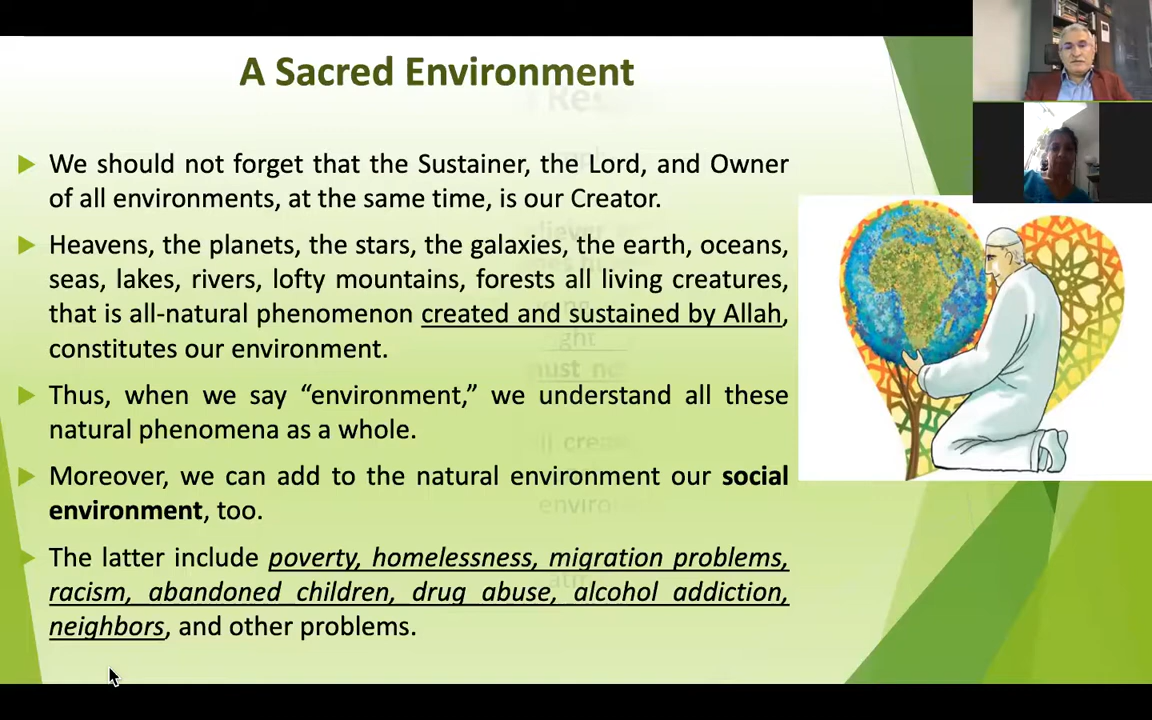 A Sacred Environment
We should not forget that the Sustainer, the Lord, and Owner
of all environments, at the same time, is our Creator.
Heavens, the planets, the stars, the galaxies, the earth, oceans,
seas, lakes, rivers, lofty mountains, forests all living creatures,
that is all-natural phenomenon created and sustained by Allah,
constitutes our environment.
Thus, when we say “environment,” we understand all these
natural phenomena as a whole.
Moreover, we can add to the natural environment our social
environment, too.
The latter include poverty, homelessness, migration problems,
racism, abandoned children, drug abuse, alcohol addiction,
neighbors, and other problems.